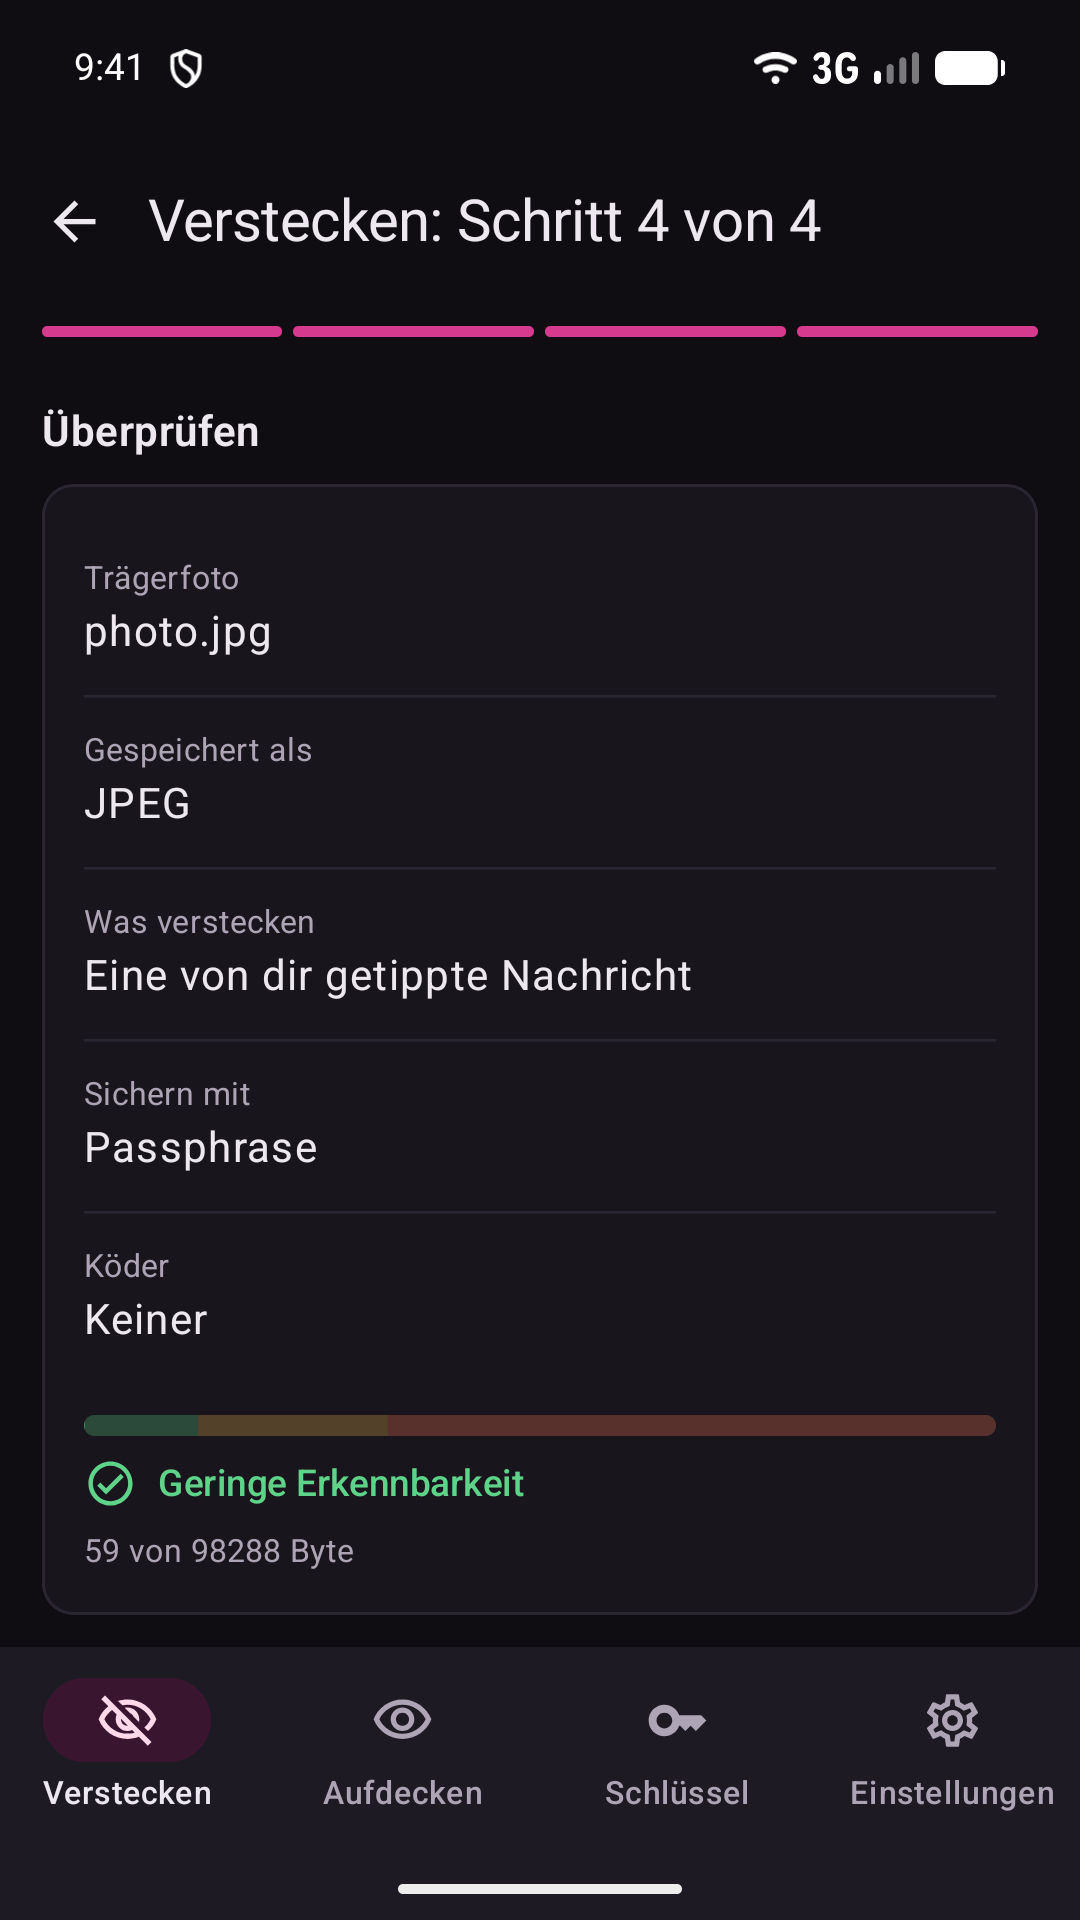 9:41
3G
Verstecken: Schritt 4 von 4
Überprüfen
Trägerfoto
photo.jpg
Gespeichert als
JPEG
Was verstecken
Eine von dir getippte Nachricht
Sichern mit
Passphrase
Köder
Keiner
Geringe Erkennbarkeit
59 von 98288 Byte
Verstecken
Aufdecken
Schlüssel
Einstellungen